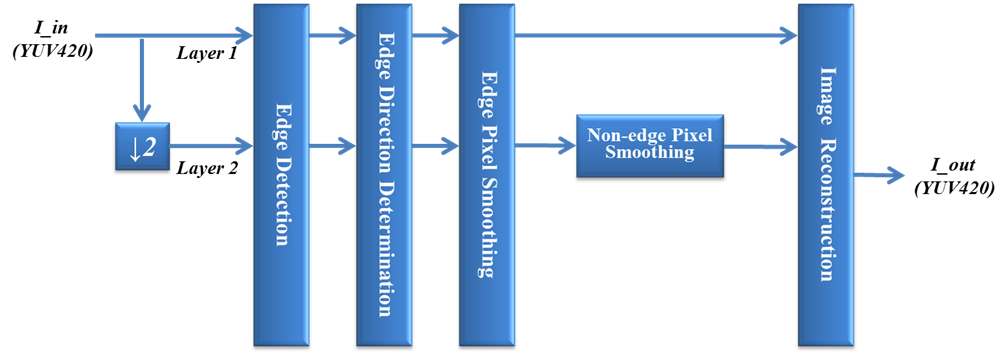 I_in
(YUV420)
Layer 1
↓2
Layer 2
Edge Detection
Edge Direction Determination
Edge Pixel Smoothing
Non-edge Pixel
Smoothing
Image Reconstruction
I_out
(YUV420)